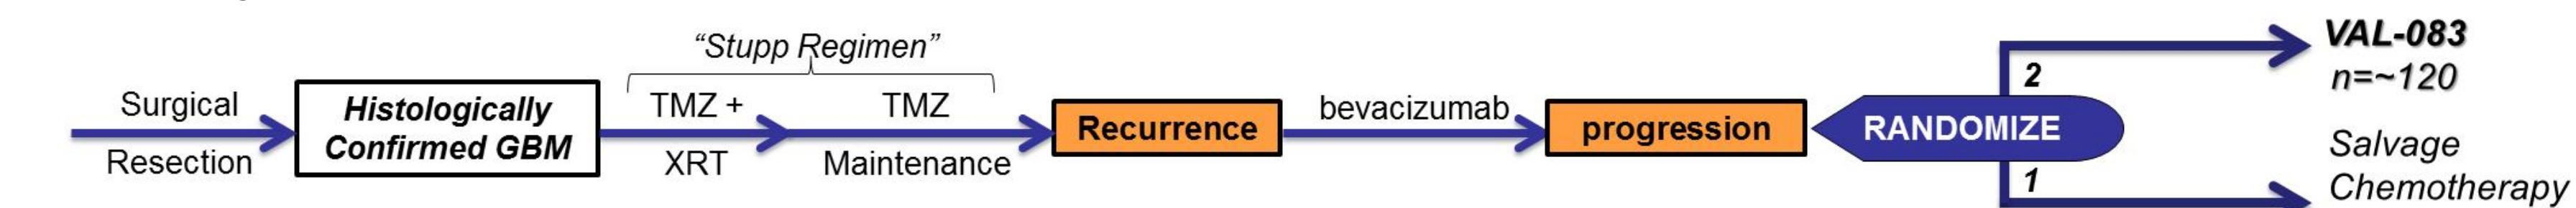 Surgical
Resection
Histologically
Confirmed GBM
“Stupp Regimen”
TMZ +
XRT
TMZ
Maintenance
Recurrence
bevacizumab
progression
RANDOMIZE
2
VAL-083
n=~120
1
Salvage
Chemotherapy